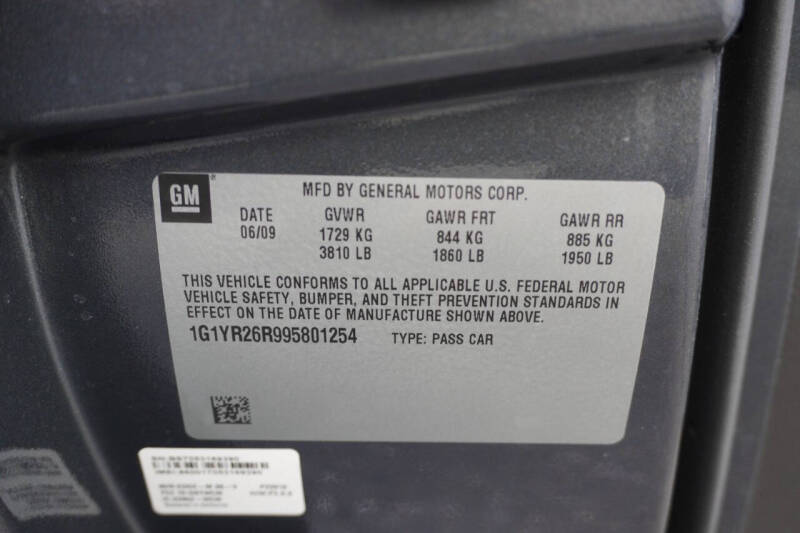 GM
MFD BY GENERAL MOTORS CORP.
DATE GVWR GAWR FRT GAWR RR
06/09 1729 KG 844 KG 885 KG
3810 LB 1860 LB 1950 LB
THIS VEHICLE CONFORMS TO ALL APPLICABLE U.S. FEDERAL MOTOR
VEHICLE SAFETY, BUMPER, AND THEFT PREVENTION STANDARDS IN
EFFECT ON THE DATE OF MANUFACTURE SHOWN ABOVE.
1G1YR26R995801254 TYPE: PASS CAR